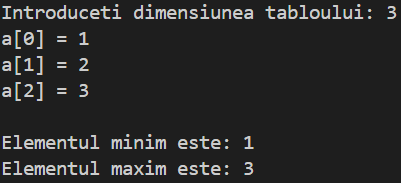 Introduceti dimensiunea tabloului: 3
a[0] = 1
a[1] = 2
a[2] = 3
Elementul minim este: 1
Elementul maxim este: 3